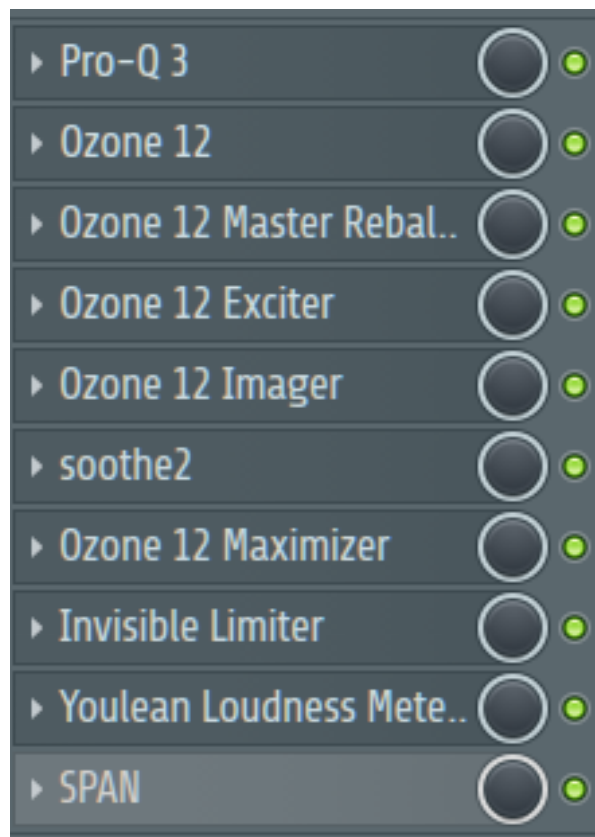 Pro-Q 3
Ozone 12
Ozone 12 Master Rebal..
Ozone 12 Exciter
Ozone 12 Imager
soothe2
Ozone 12 Maximizer
Invisible Limiter
Youlean Loudness Mete..
SPAN